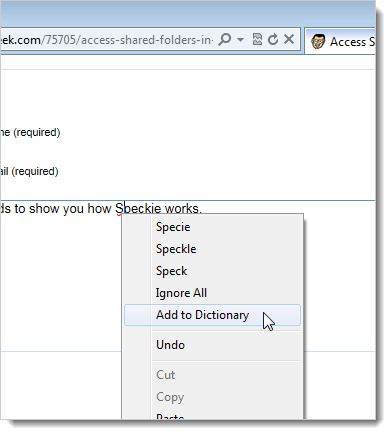 eek.com/75705/access-shared-folders-in-
Access S
ne (required)
ail (required)
ds to show you how Speckie works.
Specie
Speckle
Speck
Ignore All
Add to Dictionary
Undo
Cut
Copy
Paste